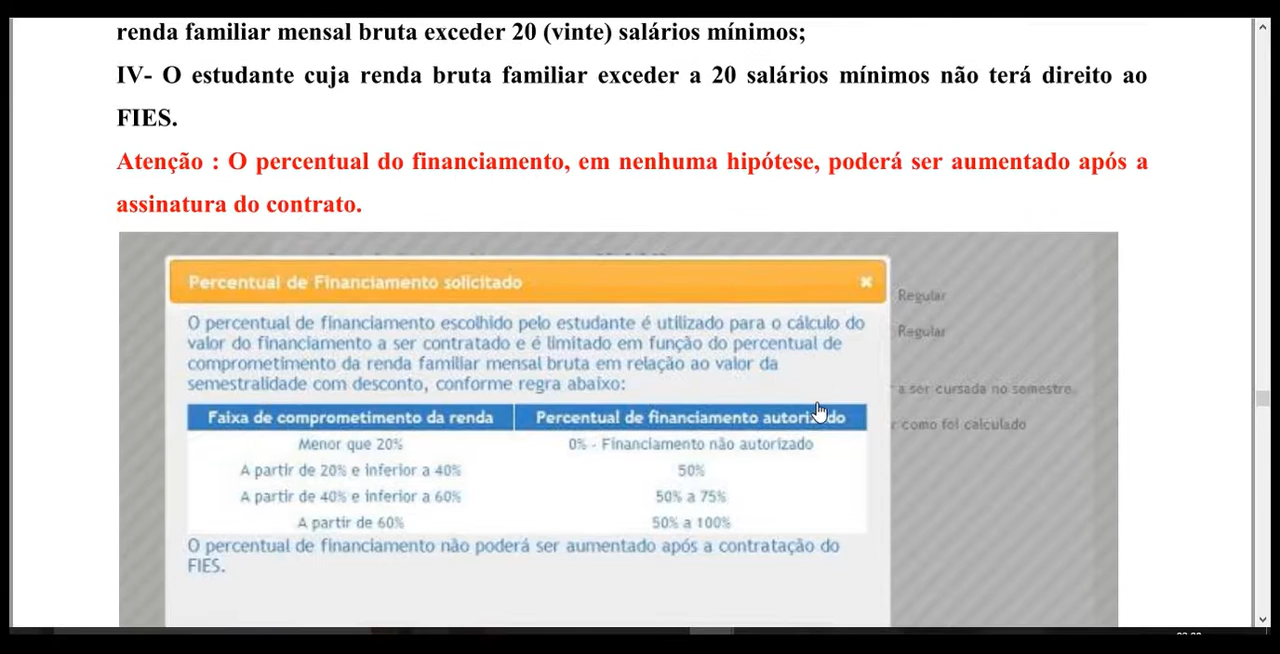 renda familiar mensal bruta exceder 20 (vinte) salários mínimos;
IV- O estudante cuja renda bruta familiar exceder a 20 salários mínimos não terá direito ao
FIES.
Atenção : O percentual do financiamento, em nenhuma hipótese, poderá ser aumentado após a
assinatura do contrato.
Percentual de Financiamento solicitado
Regular
O percentual de financiamento escolhido pelo estudante é utilizado para o cálculo do
valor do financiamento a ser contratado e é limitado em função do percentual de
Regular
comprometimento da renda familiar mensal bruta em relação ao valor da
semestralidade com desconto, conforme regra abaixo:
a ser cursada no semestre
Faixa de comprometimento da renda Percentual de financiamento autorizado
como foi calculado
Menor que 20% 0% - Financiamento não autorizado
A partir de 20% e inferior a 40% 50%
A partir de 40% e inferior a 60% 50% a 75%
A partir de 60% 50% a 100%
O percentual de financiamento não poderá ser aumentado após a contratação do
FIES.